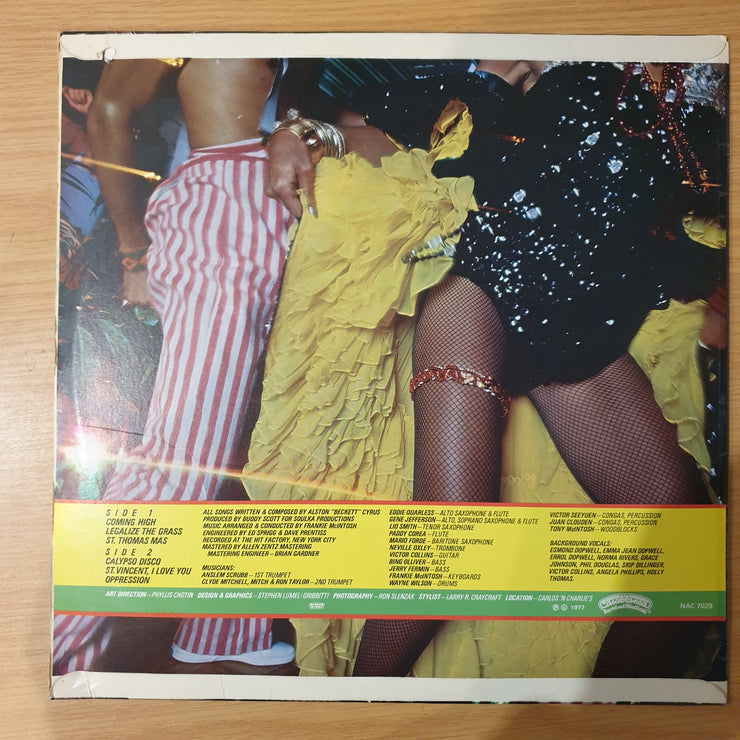 SIDE 1
COMING HIGH
LEGALIZE THE GRASS
ST. THOMAS MAS
SIDE 2
CALYPSO DISCO
ST. VINCENT, I LOVE YOU
OPPRESSION
ALL SONGS WRITTEN & COMPOSED BY ALSTON "BECKETT" CYRUS
PRODUCED BY BUDDY SCOTT FOR SOULKA PRODUCTIONS
MUSIC ARRANGED & CONDUCTED BY FRANKIE McINTOSH
ENGINEERED BY ED SPRIGG & DAVE PRENTISS
RECORDED AT THE HIT FACTORY, NEW YORK CITY
MASTERED BY ALLEN ZENTZ MASTERING
MASTERING ENGINEER – BRIAN GARDNER
MUSICIANS:
ANSLEM SCRUBB – 1ST TRUMPET
CLYDE MITCHELL, MITCH & RON TAYLOR – 2ND TRUMPET
EDDIE QUARLESS – ALTO SAXOPHONE & FLUTE
GENE JEFFERSON – ALTO, SOPRANO SAXOPHONE & FLUTE
LIO SMITH – TENOR SAXOPHONE
PADDY COREA – FLUTE
MARIO FORDE – BARITONE SAXOPHONE
NEVILLE OXLEY – TROMBONE
VICTOR COLLINS – GUITAR
BING OLLIVER – BASS
JERRY FERMIN – BASS
FRANKIE McINTOSH – KEYBOARDS
WAYNE WILSON – DRUMS
VICTOR SEEYUEN – CONGAS, PERCUSSION
JUAN CLOUDEN – CONGAS, PERCUSSION
TONY McINTOSH – WOODBLOCKS
BACKGROUND VOCALS:
ESMOND DOPWELL, EMMA JEAN DOPWELL,
ERROL DOPWELL, NORMA RIVERS, GRACE
JOHNSON, PHIL DOUGLAS, SKIP DILLINGER,
VICTOR COLLINS, ANGELA PHILLIPS, HOLLY
THOMAS.
ART DIRECTION – PHYLLIS CHOTIN DESIGN & GRAPHICS – STEPHEN LUMEL/GRIBBITT! PHOTOGRAPHY – RON SLENZAK STYLIST – LARRY R. CRAYCRAFT LOCATION – CARLOS 'N CHARLIE'S
℗ © 1977
NAC 7029